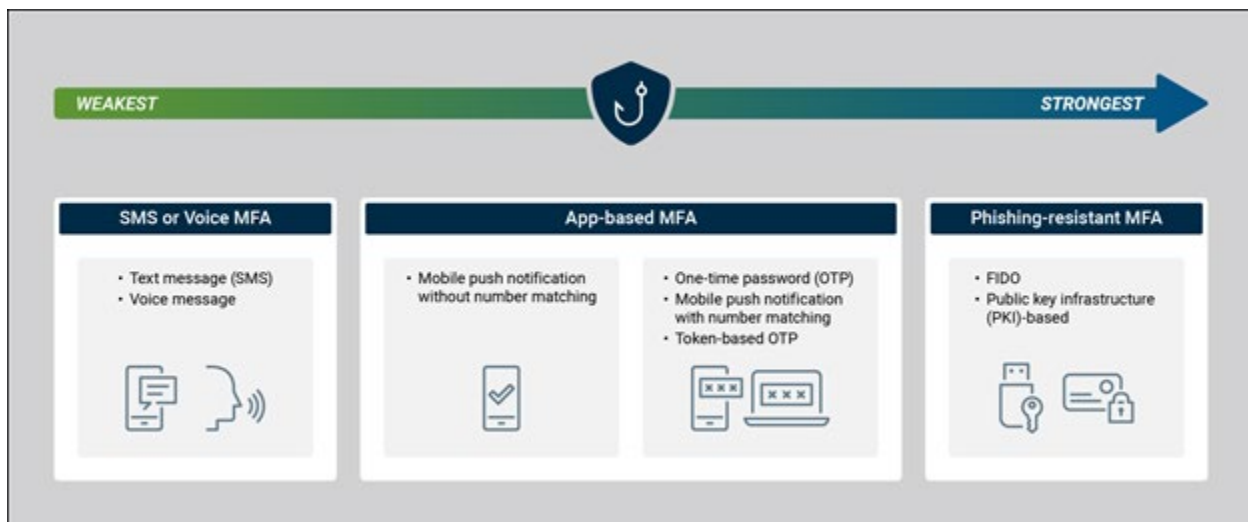 WEAKEST
STRONGEST
SMS or Voice MFA
• Text message (SMS)
• Voice message
App-based MFA
• Mobile push notification
without number matching
• One-time password (OTP)
• Mobile push notification
with number matching
• Token-based OTP
Phishing-resistant MFA
• FIDO
• Public key infrastructure
(PKI)-based